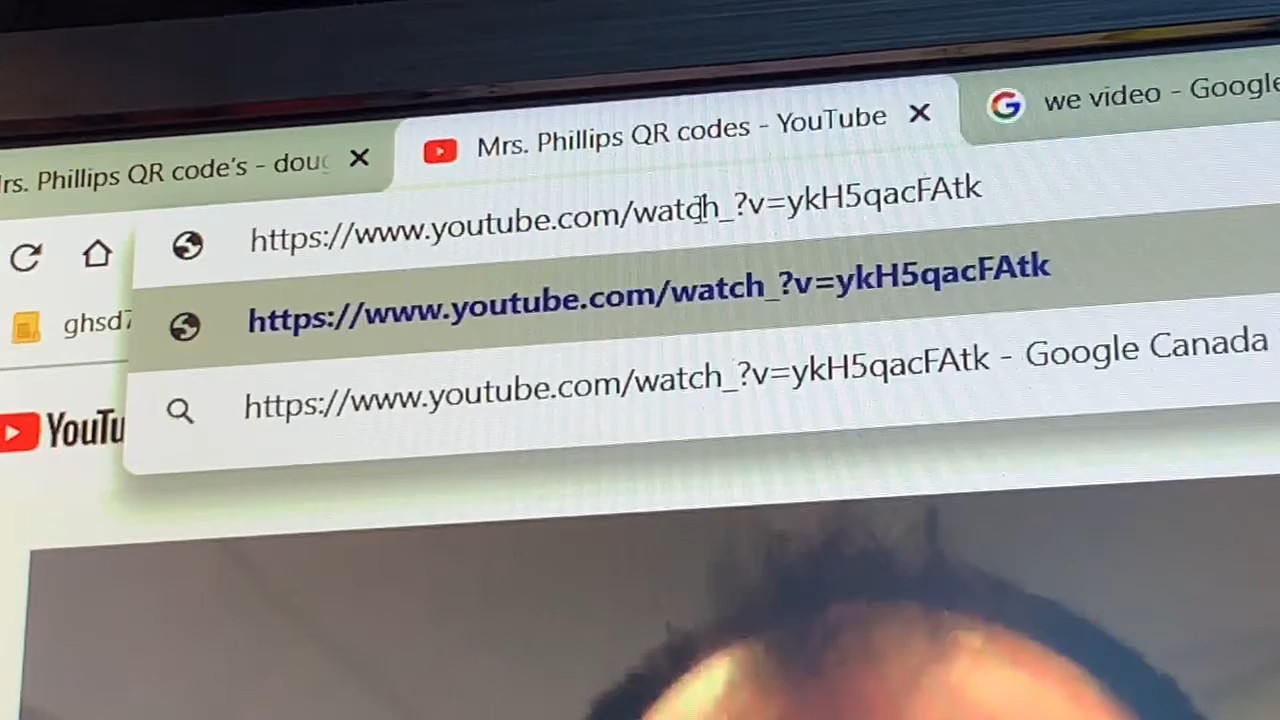 rs. Phillips QR code's - doug
Mrs. Phillips QR codes - YouTube
we video - Google
https://www.youtube.com/watch_?v=ykH5qacFAtk
ghsd7
https://www.youtube.com/watch_?v=ykH5qacFAtk
https://www.youtube.com/watch_?v=ykH5qacFAtk - Google Canada
YouTu